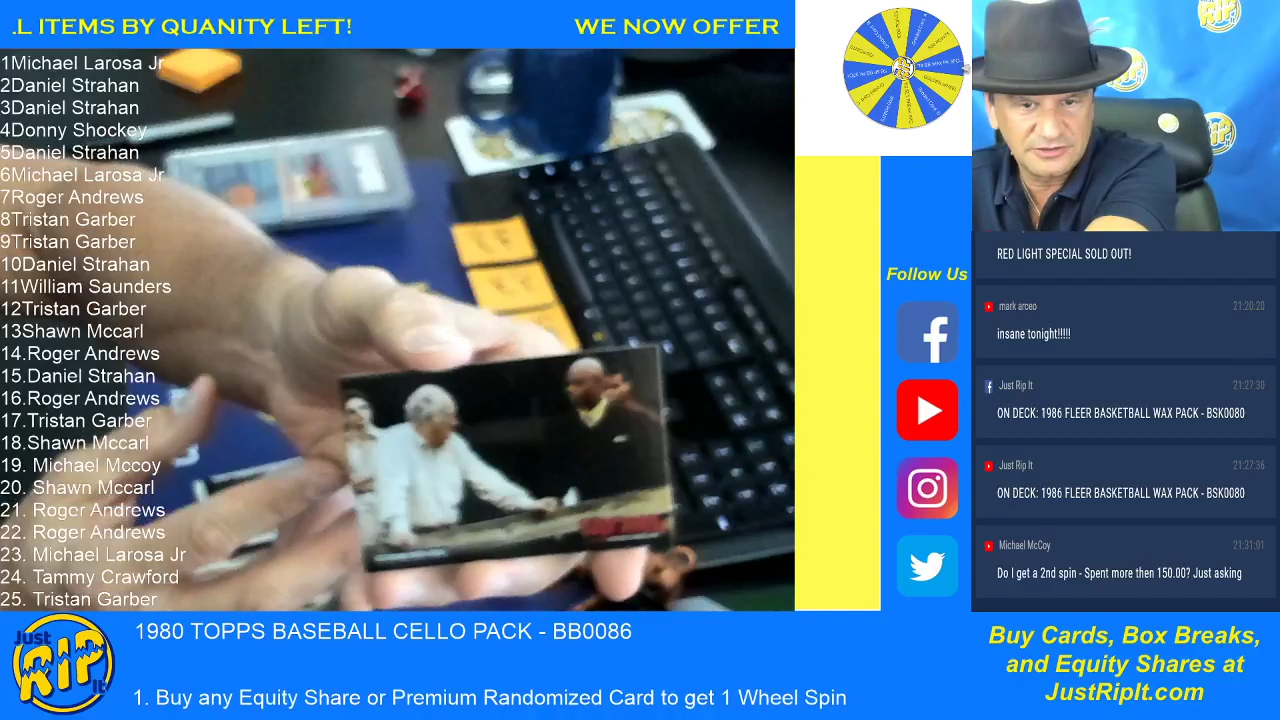 .L ITEMS BY QUANITY LEFT!
WE NOW OFFER
1Michael Larosa Jr
2Daniel Strahan
3Daniel Strahan
4Donny Shockey
5Daniel Strahan
6Michael Larosa Jr
7Roger Andrews
8Tristan Garber
9Tristan Garber
10Daniel Strahan
11William Saunders
12Tristan Garber
13Shawn Mccarl
14.Roger Andrews
15.Daniel Strahan
16.Roger Andrews
17.Tristan Garber
18.Shawn Mccarl
19. Michael Mccoy
20. Shawn Mccarl
21. Roger Andrews
22. Roger Andrews
23. Michael Larosa Jr
24. Tammy Crawford
25. Tristan Garber
Follow Us
RED LIGHT SPECIAL SOLD OUT!
mark arceo
21:20:20
insane tonight!!!!!
Just Rip It
21:27:30
ON DECK: 1986 FLEER BASKETBALL WAX PACK - BSK0080
Just Rip It
21:27:36
ON DECK: 1986 FLEER BASKETBALL WAX PACK - BSK0080
Michael McCoy
21:31:01
Do I get a 2nd spin - Spent more then 150.00? Just asking
Just
RIP
It
1980 TOPPS BASEBALL CELLO PACK - BB0086
1. Buy any Equity Share or Premium Randomized Card to get 1 Wheel Spin
Buy Cards, Box Breaks,
and Equity Shares at
JustRipIt.com